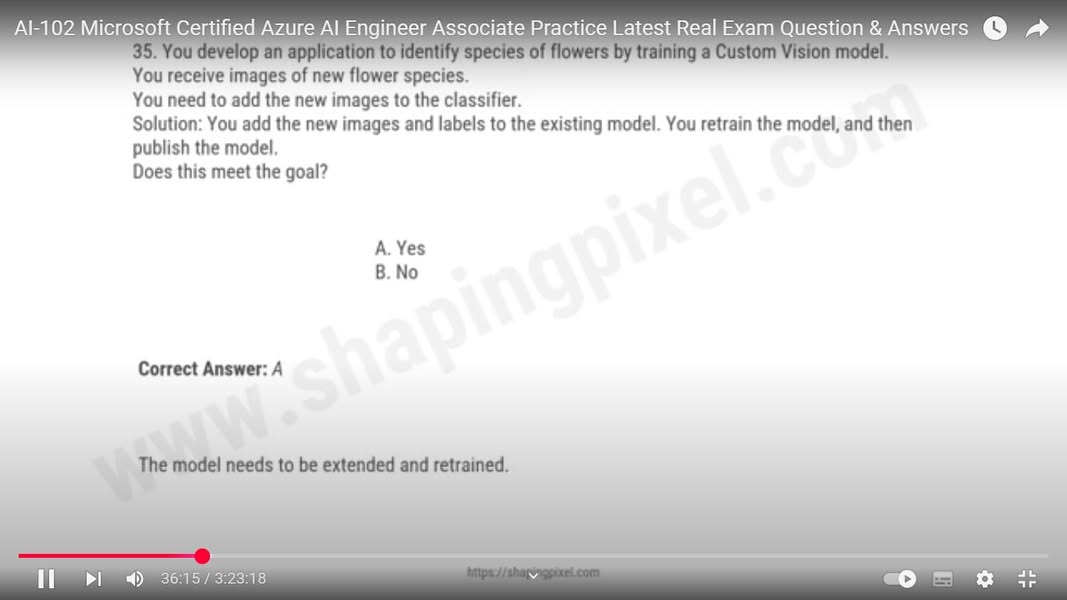 AI-102 Microsoft Certified Azure AI Engineer Associate Practice Latest Real Exam Question & Answers
35. You develop an application to identify species of flowers by training a Custom Vision model.
You receive images of new flower species.
You need to add the new images to the classifier.
Solution: You add the new images and labels to the existing model. You retrain the model, and then
publish the model.
Does this meet the goal?
A. Yes
B. No
www.shapingpixel.com
Correct Answer: A
The model needs to be extended and retrained.
36:15 / 3:23:18
https://shapingpixel.com